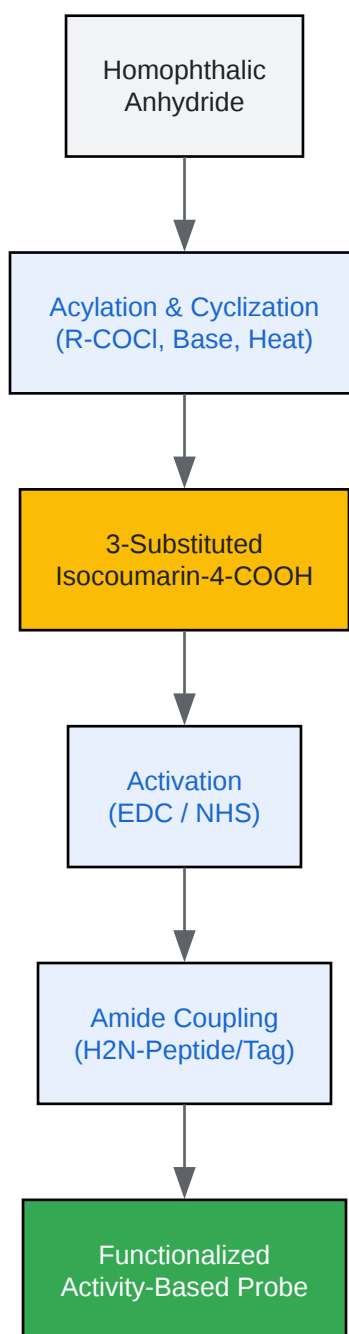 Homophthalic
Anhydride
Acylation & Cyclization
(R-COCl, Base, Heat)
3-Substituted
Isocoumarin-4-COOH
Activation
(EDC / NHS)
Amide Coupling
(H2N-Peptide/Tag)
Functionalized
Activity-Based Probe